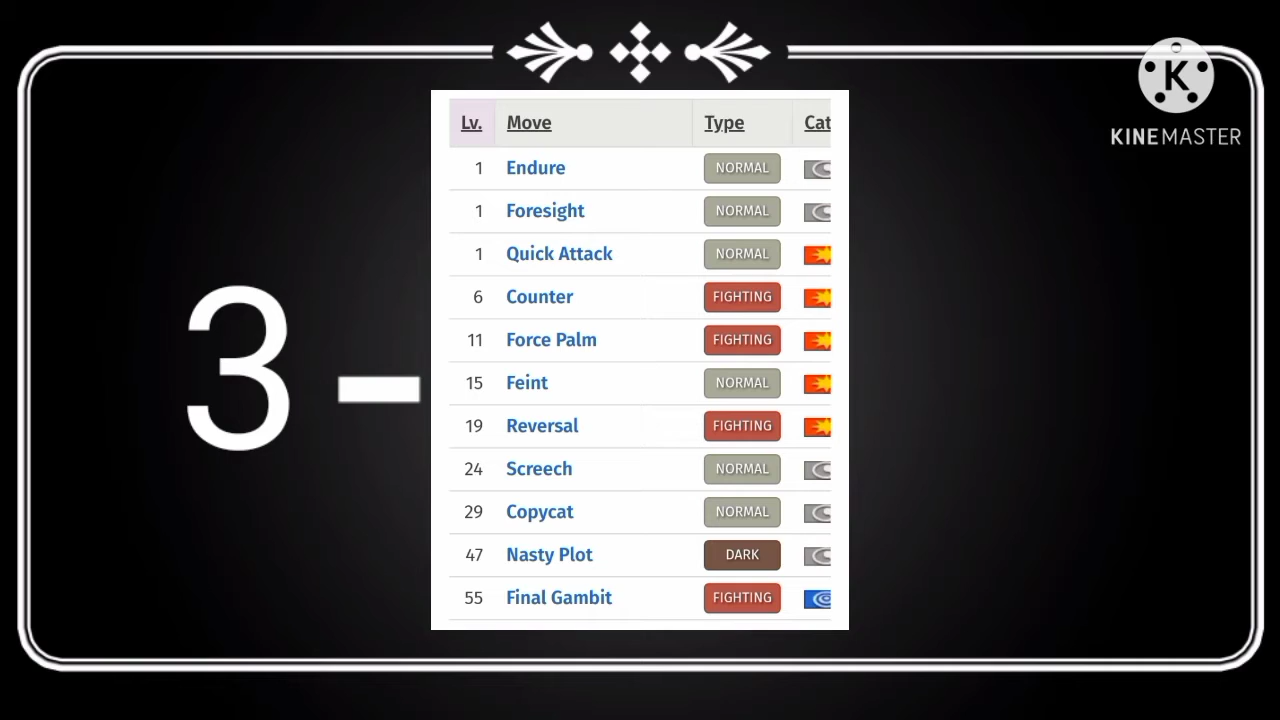 K
KINEMASTER
3 -
Lv. Move Type Cat
1 Endure NORMAL
1 Foresight NORMAL
1 Quick Attack NORMAL
6 Counter FIGHTING
11 Force Palm FIGHTING
15 Feint NORMAL
19 Reversal FIGHTING
24 Screech NORMAL
29 Copycat NORMAL
47 Nasty Plot DARK
55 Final Gambit FIGHTING